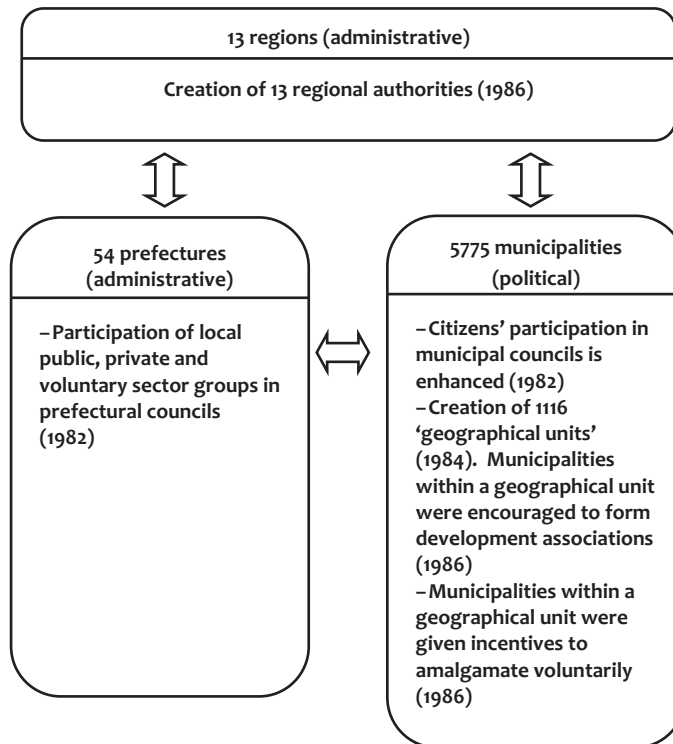 13 regions (administrative)
Creation of 13 regional authorities (1986)
54 prefectures
(administrative)
–Participation of local
public, private and
voluntary sector groups in
prefectural councils
(1982)
5775 municipalities
(political)
–Citizens’ participation in
municipal councils is
enhanced (1982)
–Creation of 1116
‘geographical units’
(1984).  Municipalities
within a geographical unit
were encouraged to form
development associations
(1986)
–Municipalities within a
geographical unit were
given incentives to
amalgamate voluntarily
(1986)